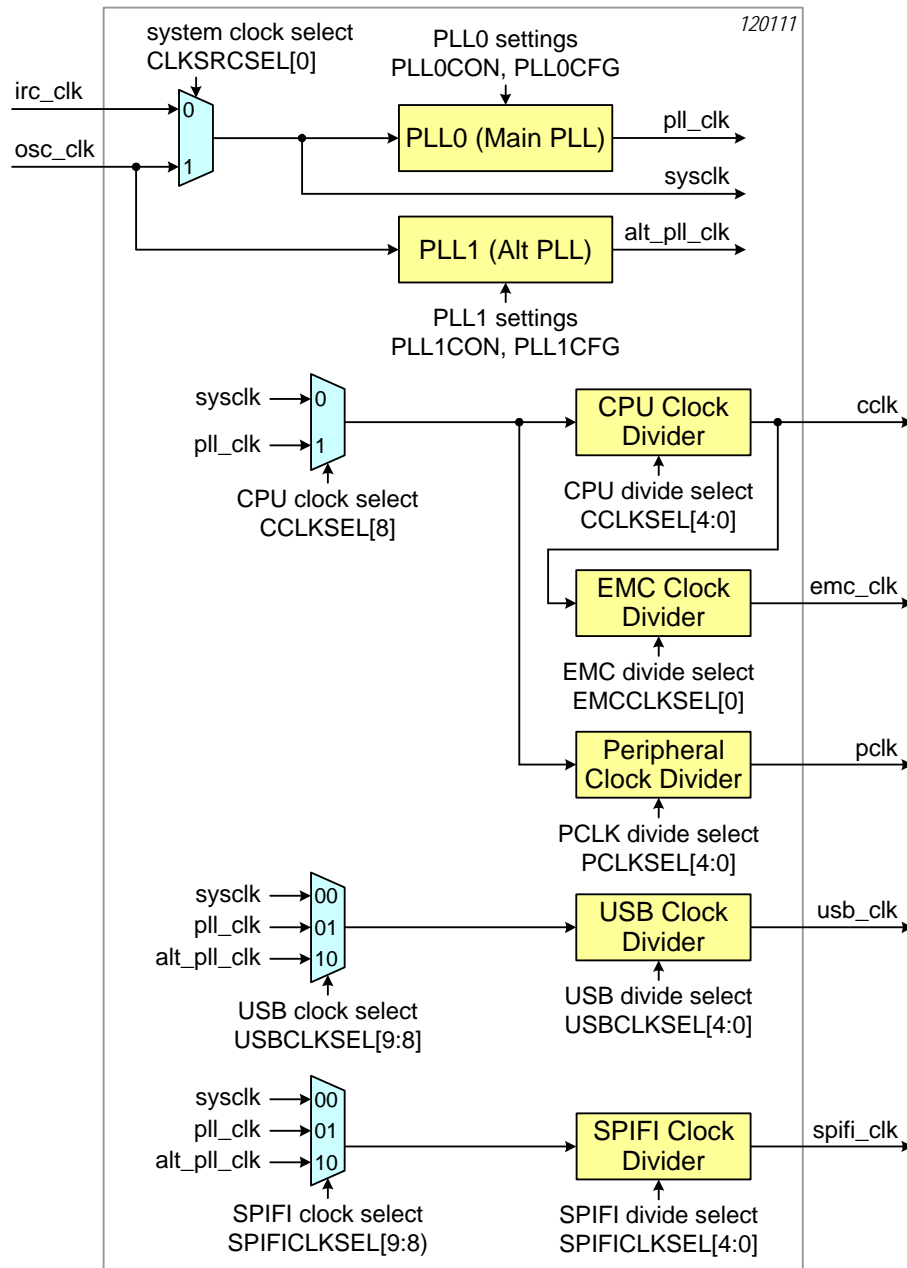 120111
system clock select
CLKSRCSEL[0]
PLL0 settings
PLL0CON, PLL0CFG
irc_clk
0
osc_clk
1
PLL0 (Main PLL)
pll_clk
sysclk
PLL1 (Alt PLL)
alt_pll_clk
PLL1 settings
PLL1CON, PLL1CFG
sysclk
0
pll_clk
1
CPU clock select
CCLKSEL[8]
CPU Clock
Divider
cclk
CPU divide select
CCLKSEL[4:0]
EMC Clock
Divider
emc_clk
EMC divide select
EMCCLKSEL[0]
Peripheral
Clock Divider
pclk
PCLK divide select
PCLKSEL[4:0]
sysclk
00
pll_clk
01
alt_pll_clk
10
USB clock select
USBCLKSEL[9:8]
USB Clock
Divider
usb_clk
USB divide select
USBCLKSEL[4:0]
sysclk
00
pll_clk
01
alt_pll_clk
10
SPIFI clock select
SPIFICLKSEL[9:8)
SPIFI Clock
Divider
spifi_clk
SPIFI divide select
SPIFICLKSEL[4:0]